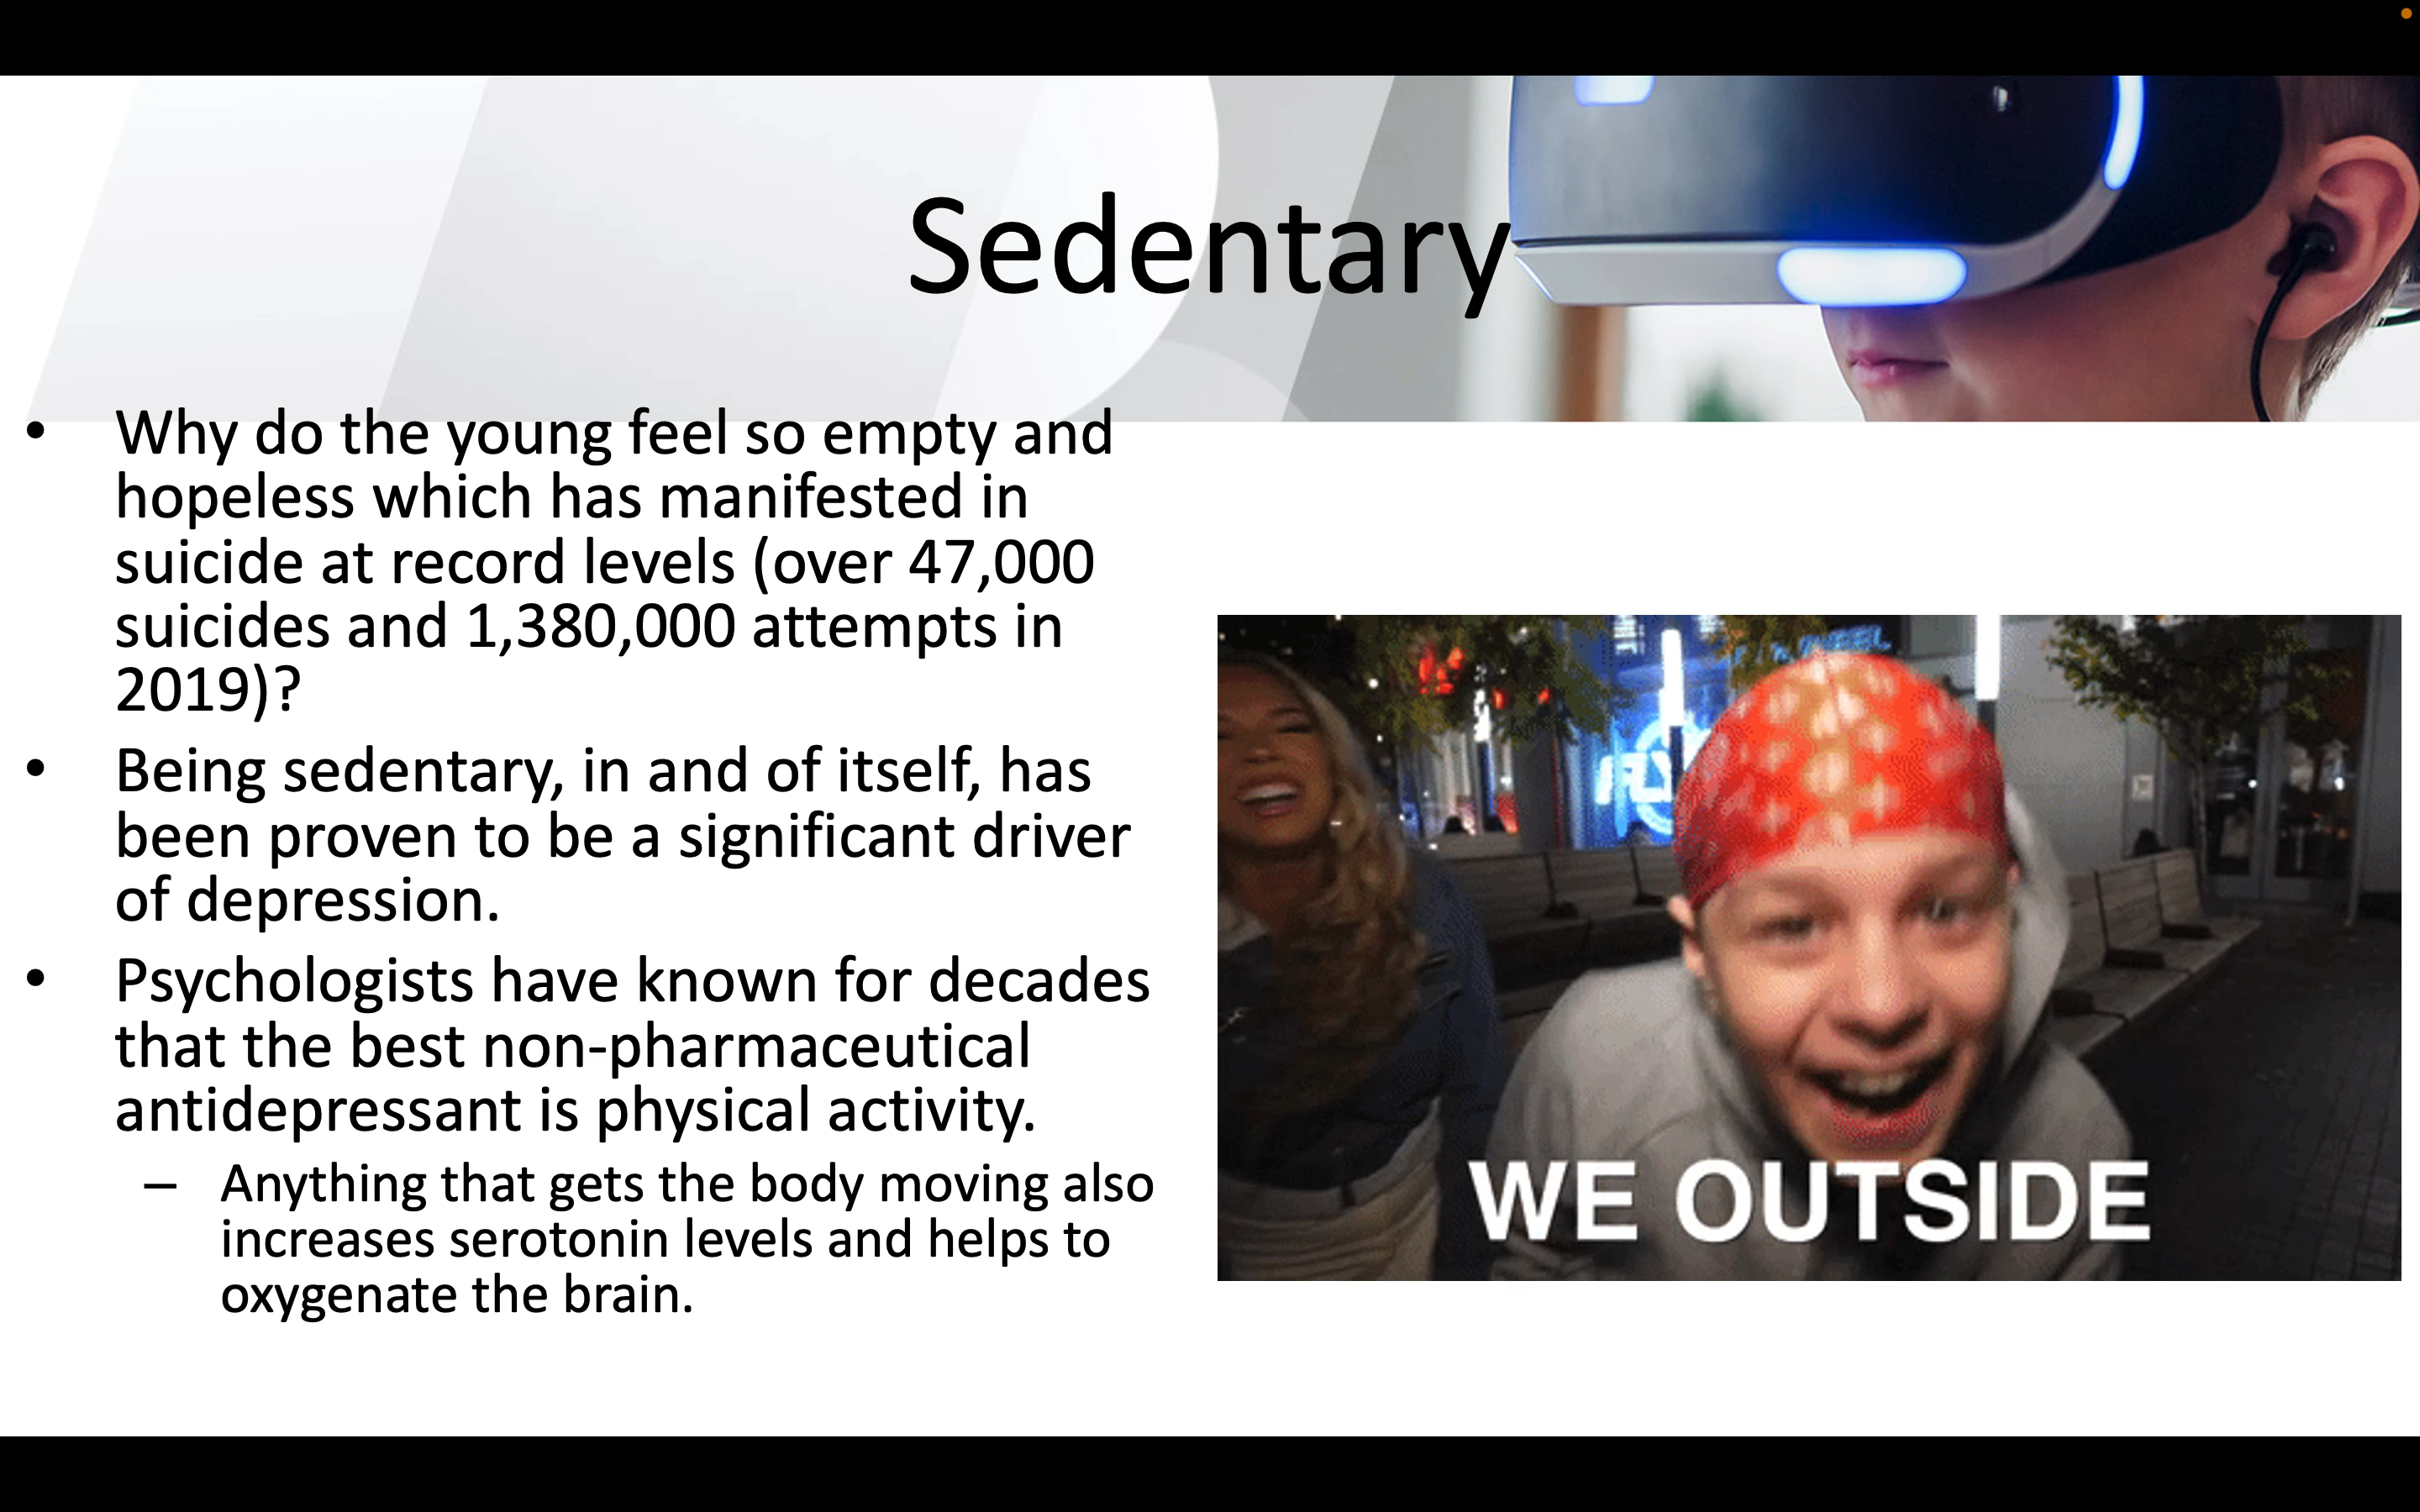 Sedentary
• Why do the young feel so empty and
hopeless which has manifested in
suicide at record levels (over 47,000
suicides and 1,380,000 attempts in
2019)?
• Being sedentary, in and of itself, has
been proven to be a significant driver
of depression.
• Psychologists have known for decades
that the best non-pharmaceutical
antidepressant is physical activity.
– Anything that gets the body moving also
increases serotonin levels and helps to
oxygenate the brain.
WE OUTSIDE